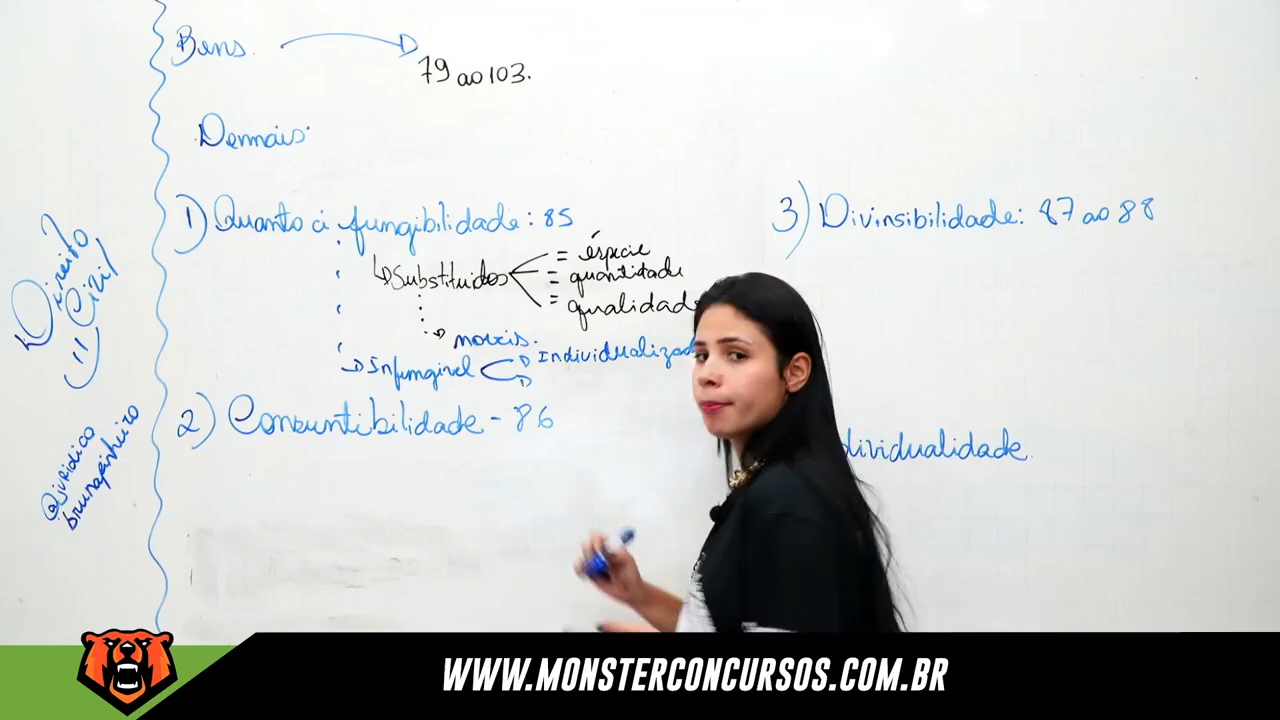 Bens.
79 ao 103.
Demais:
1) Quanto à fungibilidade: 85
Substituídos
= espécie
= quantidade
= qualidade
móveis.
Infungível
Individualizad
2) Consuntibilidade - 86
3) Divinsibilidade: 87 ao 88
dividualidade
Direito
Civil
@juridico
brunapinheiro
WWW.MONSTERCONCURSOS.COM.BR